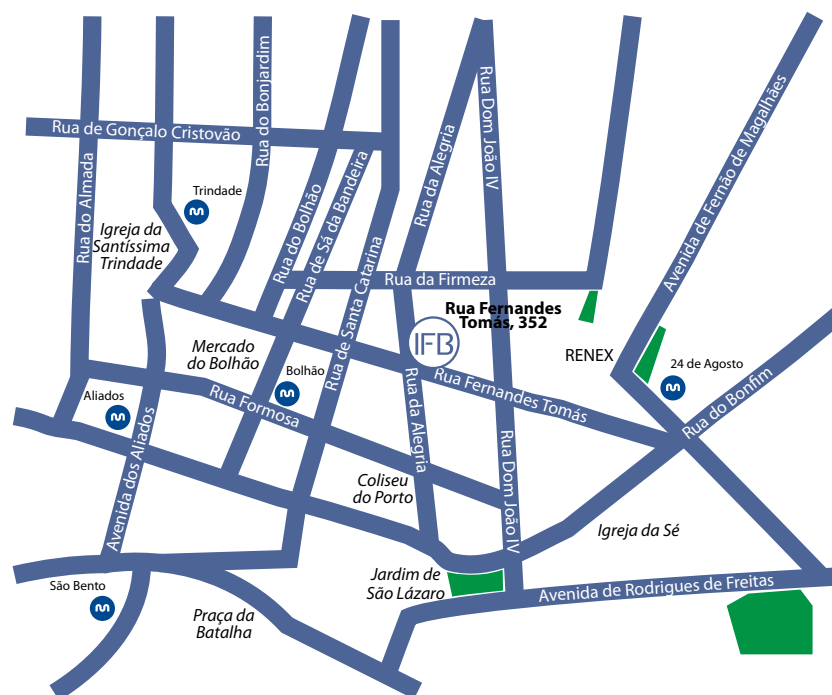 Rua de Gonçalo Cristovão
Rua do Bonjardim
Rua Dom João IV
Avenida de Fernão de Magalhães
Rua da Alegria
Rua do Almada
Trindade
Igreja da
Santíssima
Trindade
Rua do Bolhão
Rua de Sá da Bandeira
Rua de Santa Catarina
Rua da Firmeza
Rua Fernandes
Tomás, 352
IFB
RENEX
24 de Agosto
Mercado
do Bolhão
Bolhão
Aliados
Rua Formosa
Rua da Alegria
Rua Fernandes Tomás
Rua do Bonfim
Avenida dos Aliados
Coliseu
do Porto
Rua Dom João IV
Igreja da Sé
São Bento
Jardim de
São Lázaro
Avenida de Rodrigues de Freitas
Praça da
Batalha